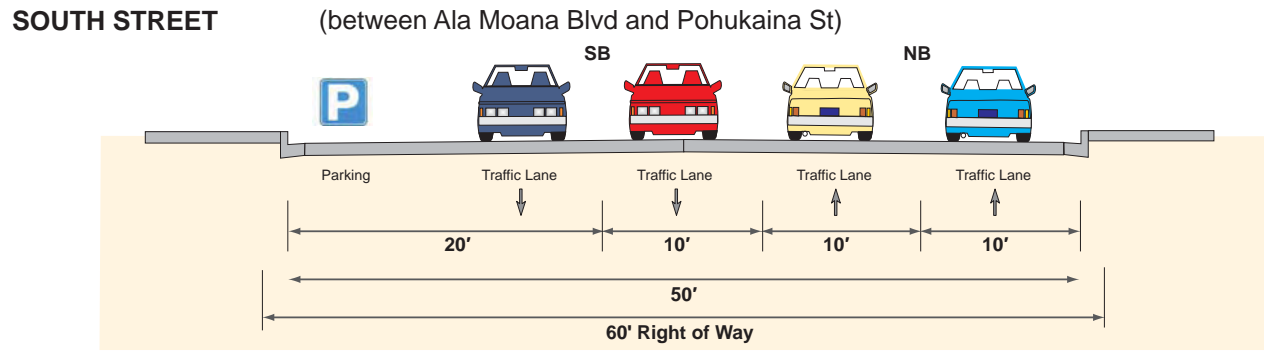 SOUTH STREET (between Ala Moana Blvd and Pohukaina St)
SB NB
P
Parking Traffic Lane Traffic Lane Traffic Lane Traffic Lane
20′ 10′ 10′ 10′
50′
60' Right of Way